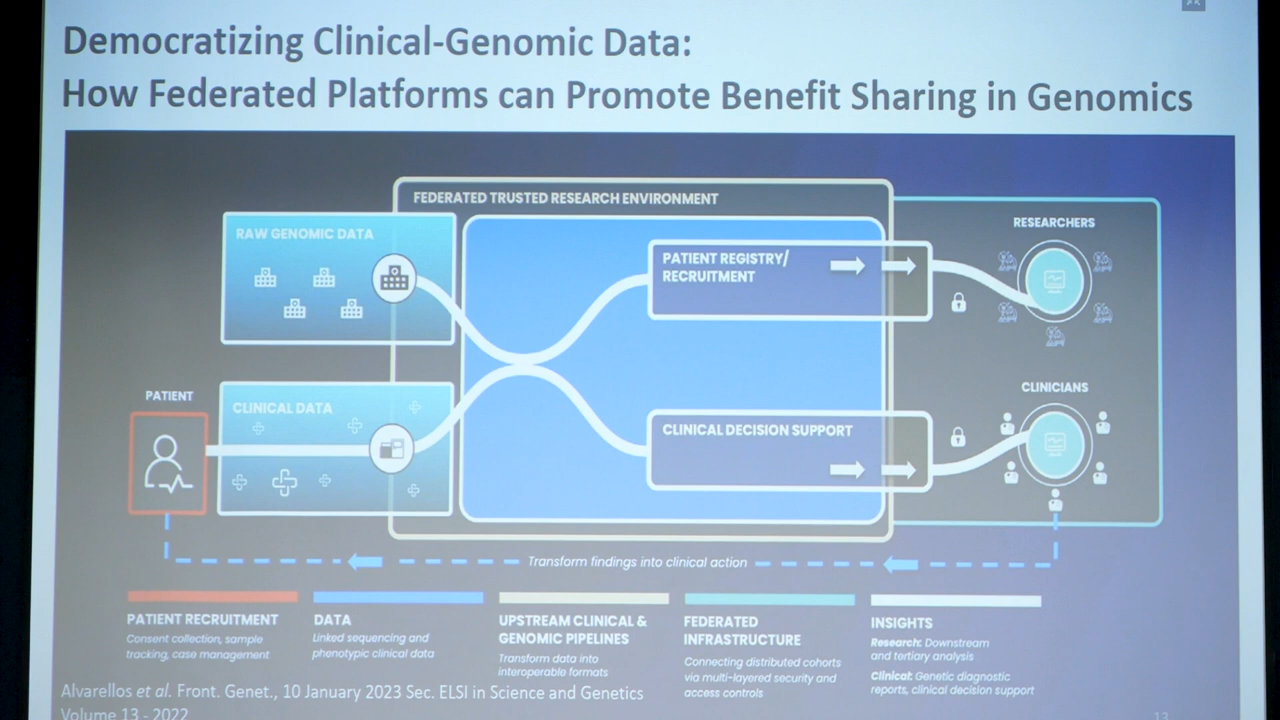 Democratizing Clinical-Genomic Data:
How Federated Platforms can Promote Benefit Sharing in Genomics
FEDERATED TRUSTED RESEARCH ENVIRONMENT
RAW GENOMIC DATA
PATIENT REGISTRY/
RECRUITMENT
RESEARCHERS
PATIENT
CLINICAL DATA
CLINICAL DECISION SUPPORT
CLINICIANS
Transform findings into clinical action
PATIENT RECRUITMENT
Consent collection, sample
tracking, case management
DATA
Linked sequencing and
phenotypic clinical data
UPSTREAM CLINICAL &
GENOMIC PIPELINES
Transform data into
interoperable formats
FEDERATED
INFRASTRUCTURE
Connecting distributed cohorts
via multi-layered security and
access controls
INSIGHTS
Research: Downstream
and tertiary analysis
Clinical: Genetic diagnostic
reports, clinical decision support
Alvarellos et al. Front. Genet., 10 January 2023 Sec. ELSI in Science and Genetics
Volume 13 - 2022
13